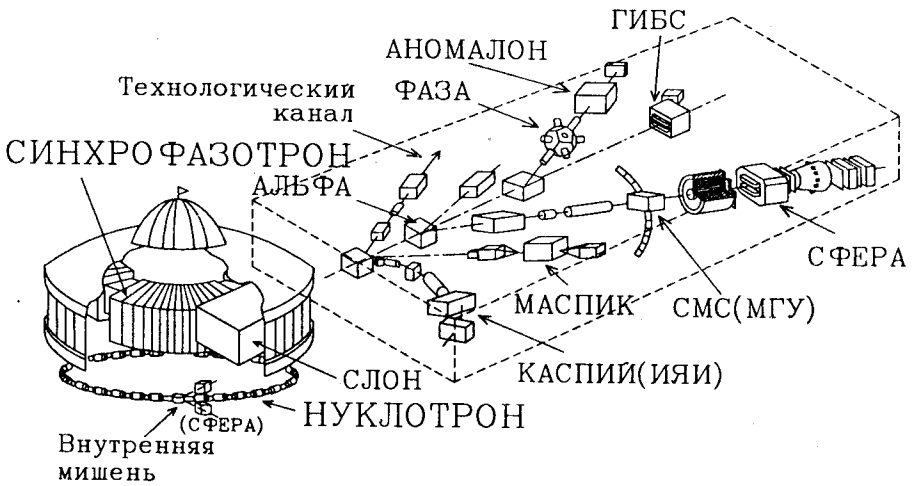 ГИБС
АНОМАЛОН
ФАЗА
Технологический
канал
СИНХРОФАЗОТРОН
АЛЬФА
СФЕРА
МАСПИК
СМС(МГУ)
КАСПИЙ(ИЯИ)
СЛОН
НУКЛОТРОН
(СФЕРА)
Внутренняя
мишень